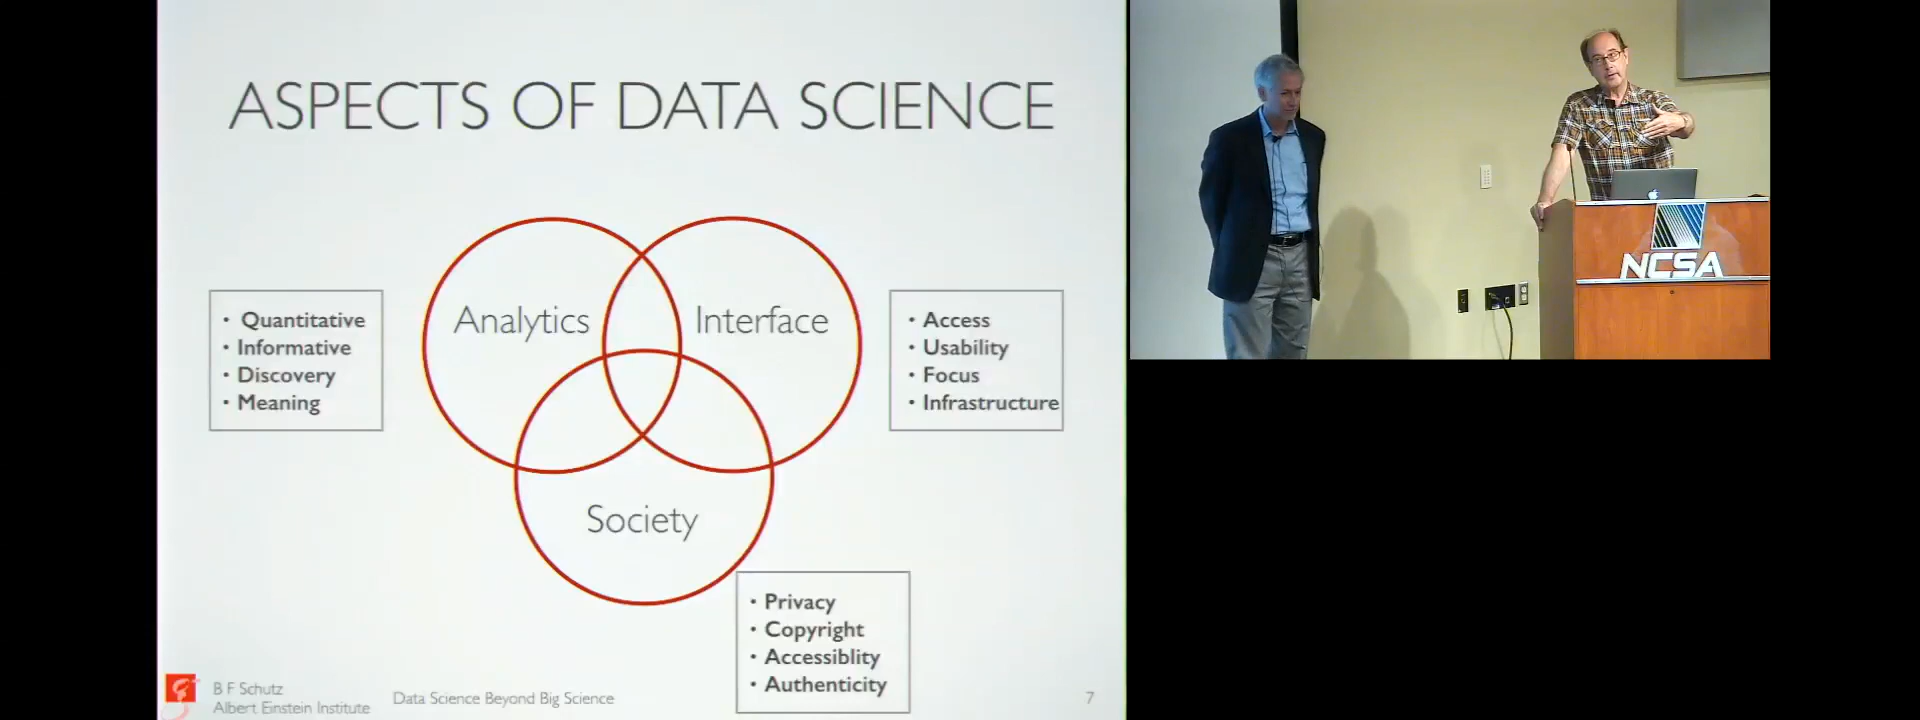 ASPECTS OF DATA SCIENCE
Analytics
Interface
• Quantitative
• Informative
• Discovery
• Meaning
• Access
• Usability
• Focus
• Infrastructure
Society
• Privacy
• Copyright
• Accessiblity
• Authenticity
B F Schutz
Albert Einstein Institute
Data Science Beyond Big Science
7
NCSA